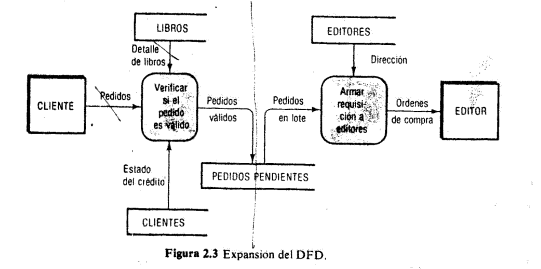 LIBROS
EDITORES
Detalle
de libros
Dirección
CLIENTE
Pedidos
Verificar
si el
pedido
es válido
Pedidos
válidos
Pedidos
en lote
Armar
requisi-
ción a
editores
Ordenes
de compra
EDITOR
Estado
del crédito
PEDIDOS PENDIENTES
CLIENTES
Figura 2.3 Expansion del DFD.